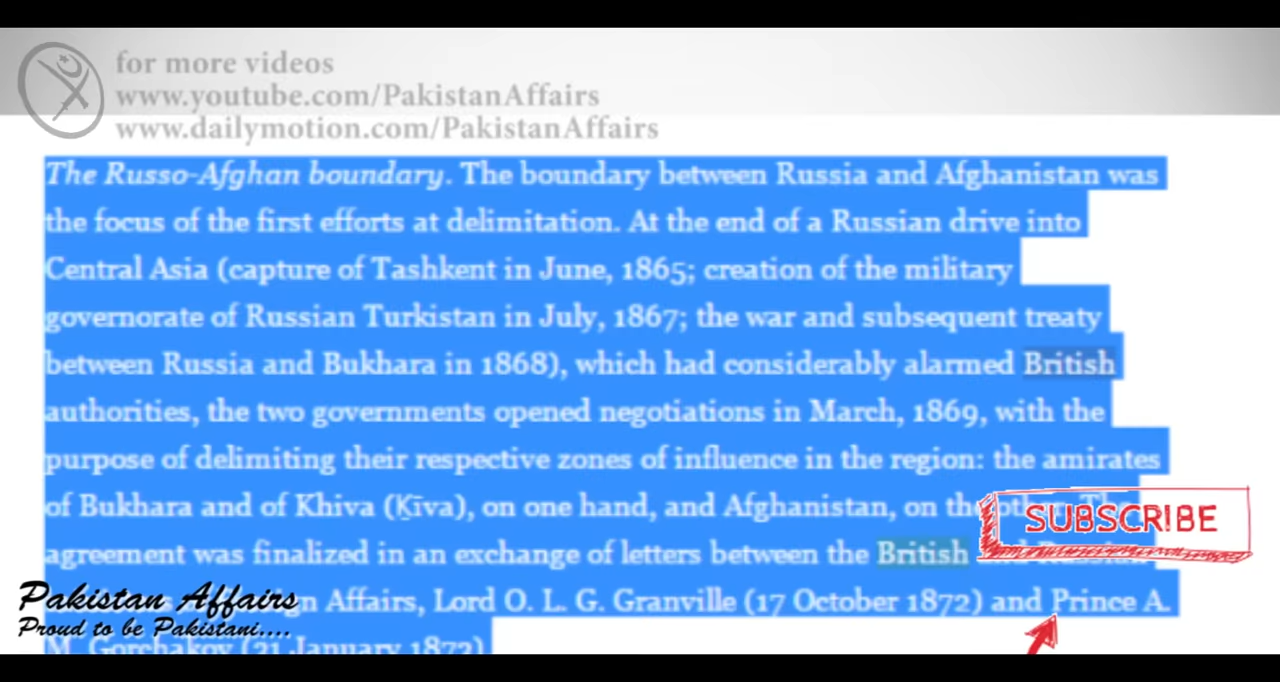 for more videos
www.youtube.com/PakistanAffairs
www.dailymotion.com/PakistanAffairs
The Russo-Afghan boundary. The boundary between Russia and Afghanistan was
the focus of the first efforts at delimitation. At the end of a Russian drive into
Central Asia (capture of Tashkent in June, 1865; creation of the military
governorate of Russian Turkistan in July, 1867; the war and subsequent treaty
between Russia and Bukhara in 1868), which had considerably alarmed British
authorities, the two governments opened negotiations in March, 1869, with the
purpose of delimiting their respective zones of influence in the region: the amirates
of Bukhara and of Khiva (Ḵīva), on one hand, and Afghanistan, on the
SUBSCRIBE
agreement was finalized in an exchange of letters between the British
Pakistan Affairs
Affairs, Lord O. L. G. Granville (17 October 1872) and Prince A.
Proud to be Pakistani....
M. Gorchakov (31 January 1873)